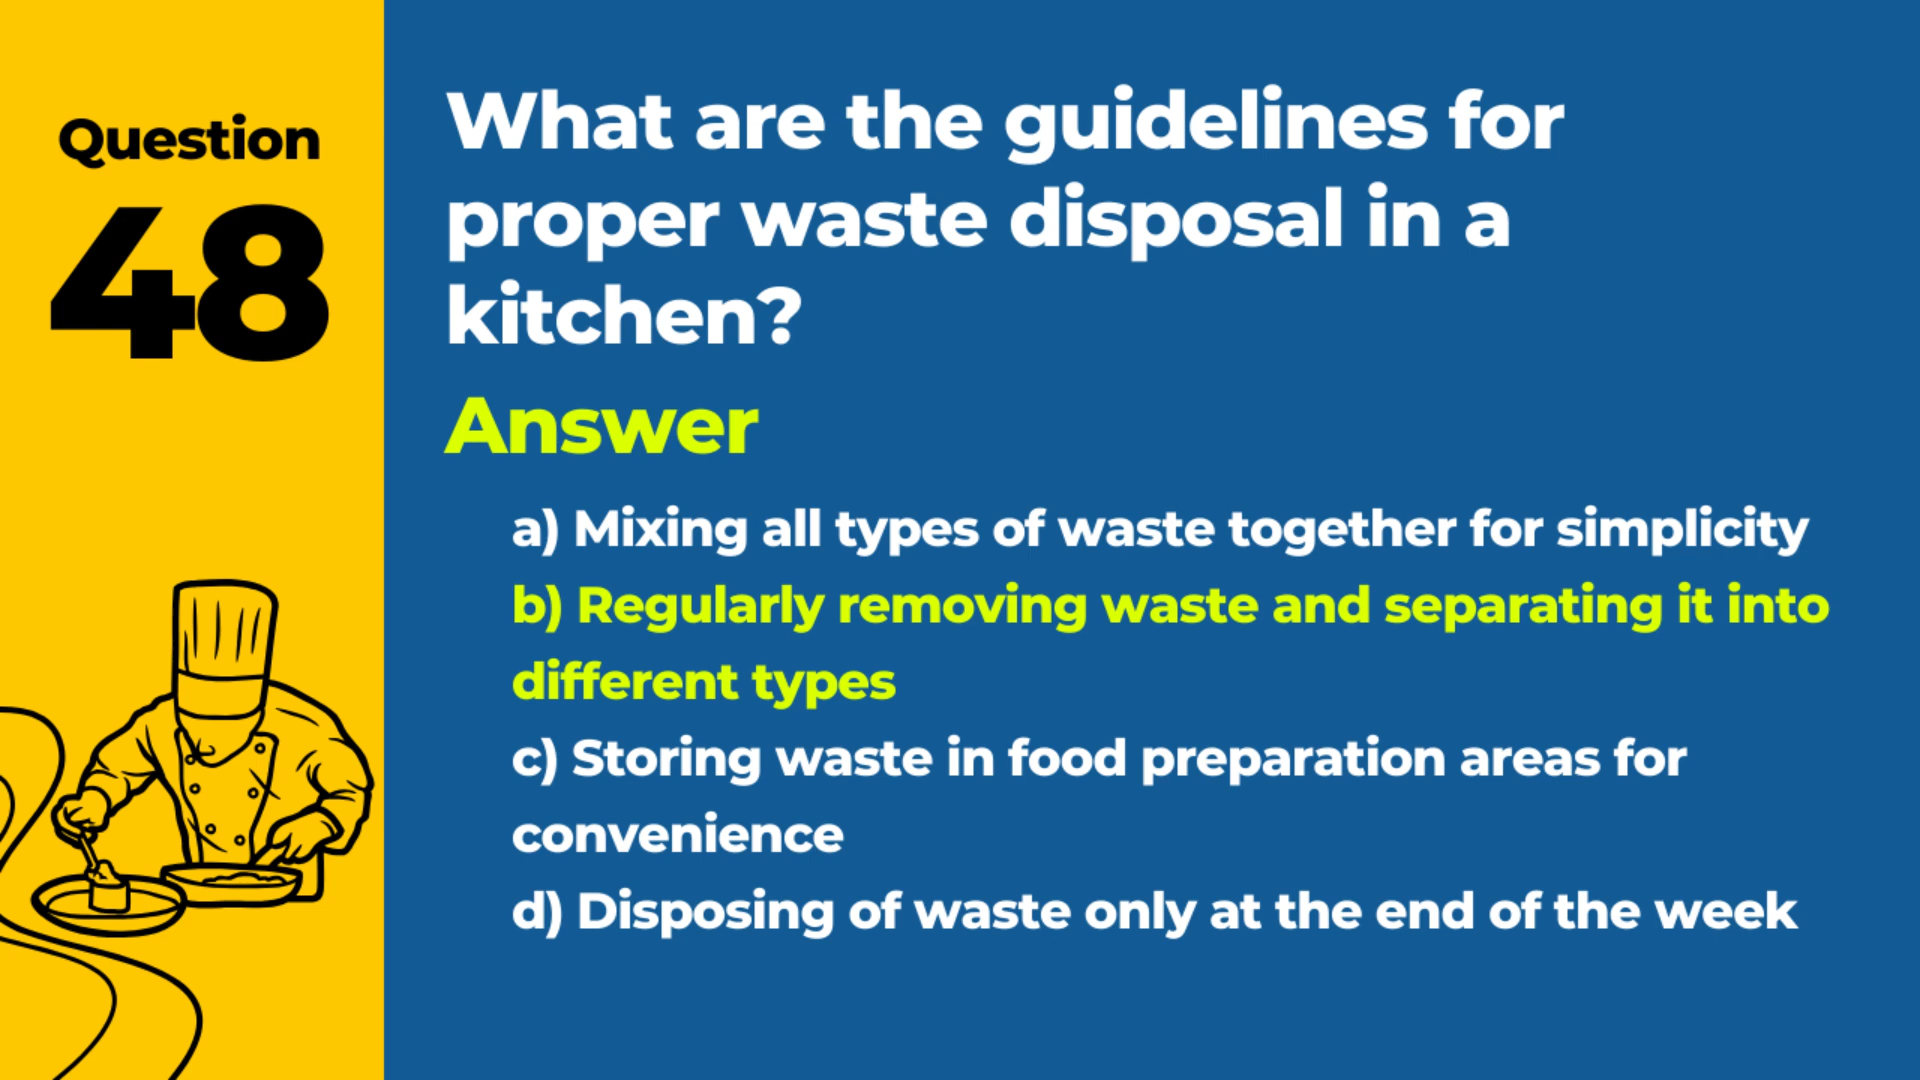 Question
48
What are the guidelines for
proper waste disposal in a
kitchen?
Answer
a) Mixing all types of waste together for simplicity
b) Regularly removing waste and separating it into
different types
c) Storing waste in food preparation areas for
convenience
d) Disposing of waste only at the end of the week